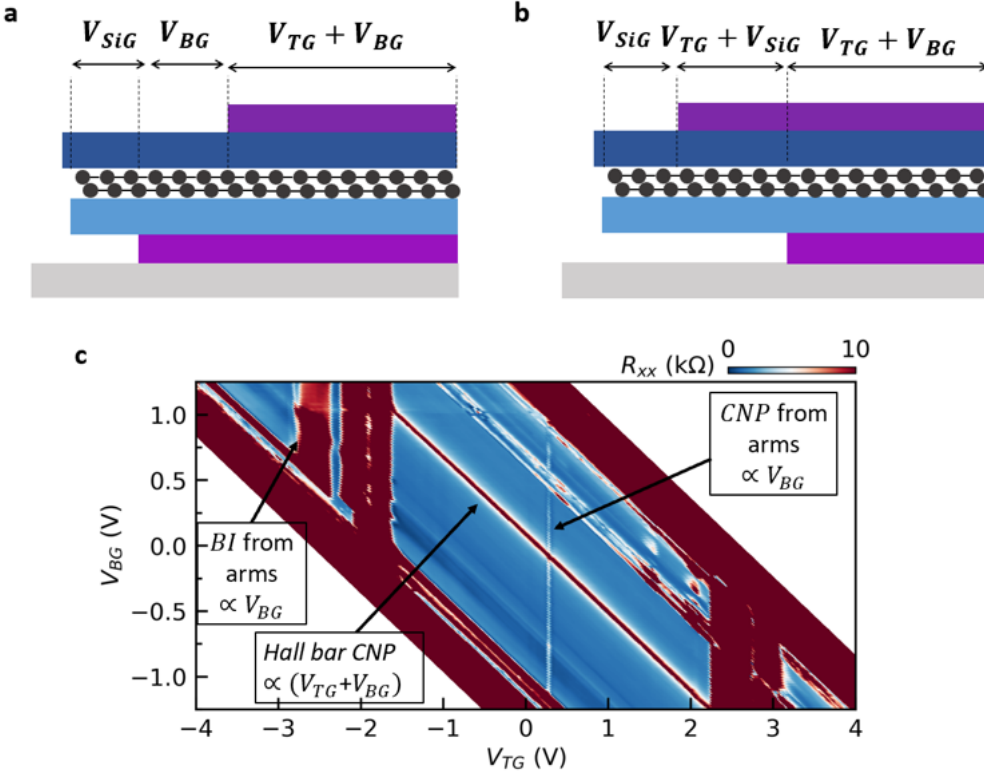 a
V_SiG V_BG V_TG + V_BG
b
V_SiG V_TG + V_SiG V_TG + V_BG
c
R_xx (kΩ)
0 10
CNP from
arms
∝ V_BG
BI from
arms
∝ V_BG
Hall bar CNP
∝ (V_TG+V_BG)
V_BG (V)
1.0
0.5
0.0
−0.5
−1.0
−4 −3 −2 −1 0 1 2 3 4
V_TG (V)